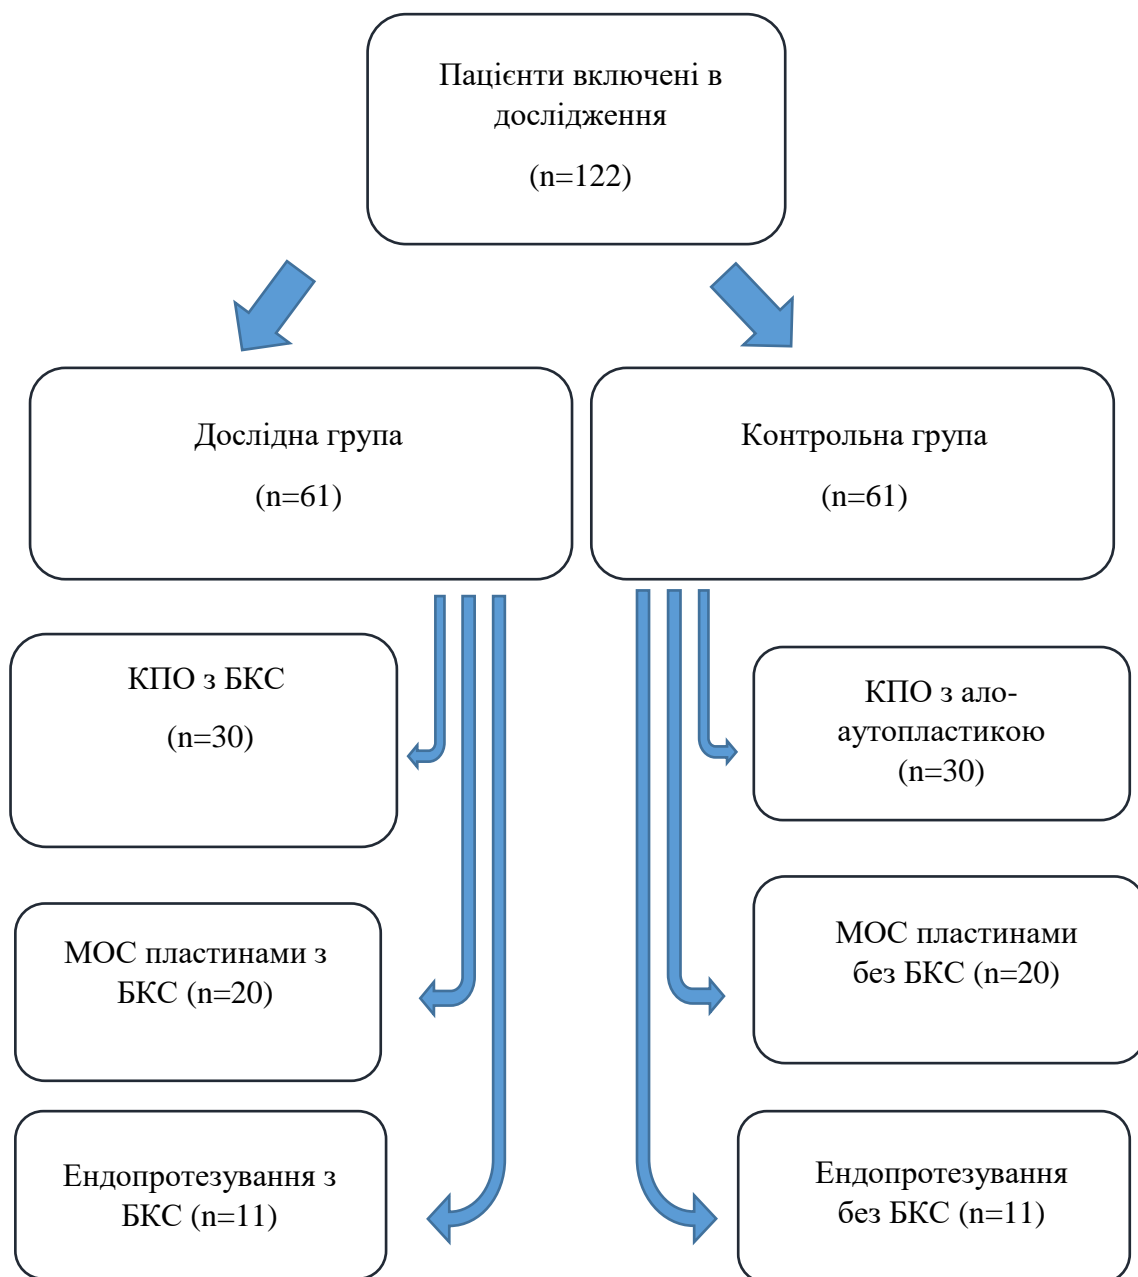 Пацієнти включені в
дослідження
(n=122)
Дослідна група
(n=61)
Контрольна група
(n=61)
КПО з БКС
(n=30)
КПО з ало-
аутопластикою
(n=30)
МОС пластинами з
БКС (n=20)
МОС пластинами
без БКС (n=20)
Ендопротезування з
БКС (n=11)
Ендопротезування
без БКС (n=11)